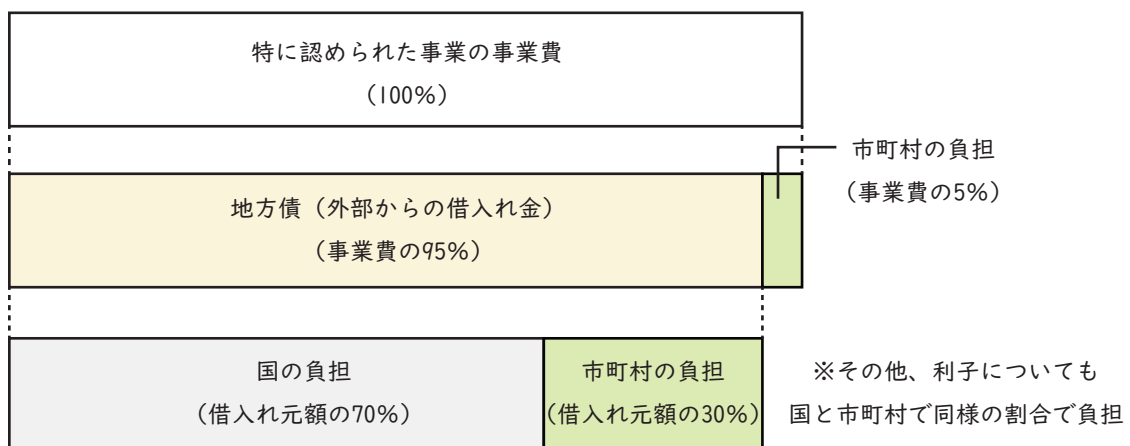 特に認められた事業の事業費
（100%）
市町村の負担
（事業費の5%）
地方債（外部からの借入れ金）
（事業費の95%）
国の負担
（借入れ元額の70%）
市町村の負担
（借入れ元額の30%）
※その他、利子についても
国と市町村で同様の割合で負担